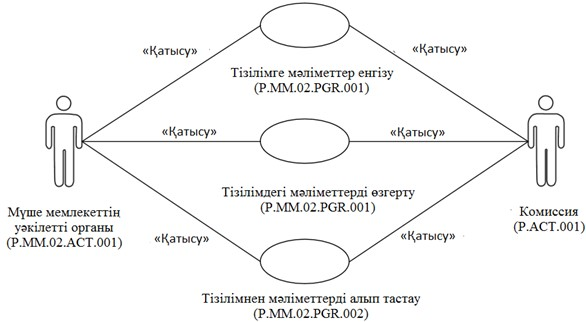 «Қатысу» «Қатысу»
Тізілімге мәліметтер енгізу
(P.MM.02.PGR.001)
«Қатысу» «Қатысу»
Тізілімдегі мәліметтерді өзгерту
(P.MM.02.PGR.001)
Мүше мемлекеттін
уәкілетті органы
(P.MM.02.ACT.001)
Комиссия
(P.ACT.001)
«Қатысу» «Қатысу»
Тізілімнен мәліметтерді алып тастау
(P.MM.02.PGR.002)